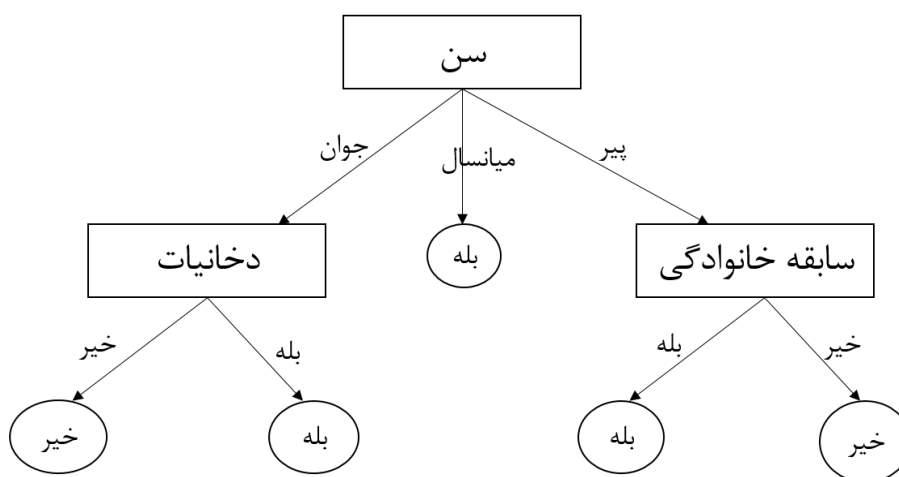 سن
پیر
میانسال
جوان
سابقه خانوادگی
بله
دخانیات
خیر
بله
بله
خیر
خیر
بله
بله
خیر